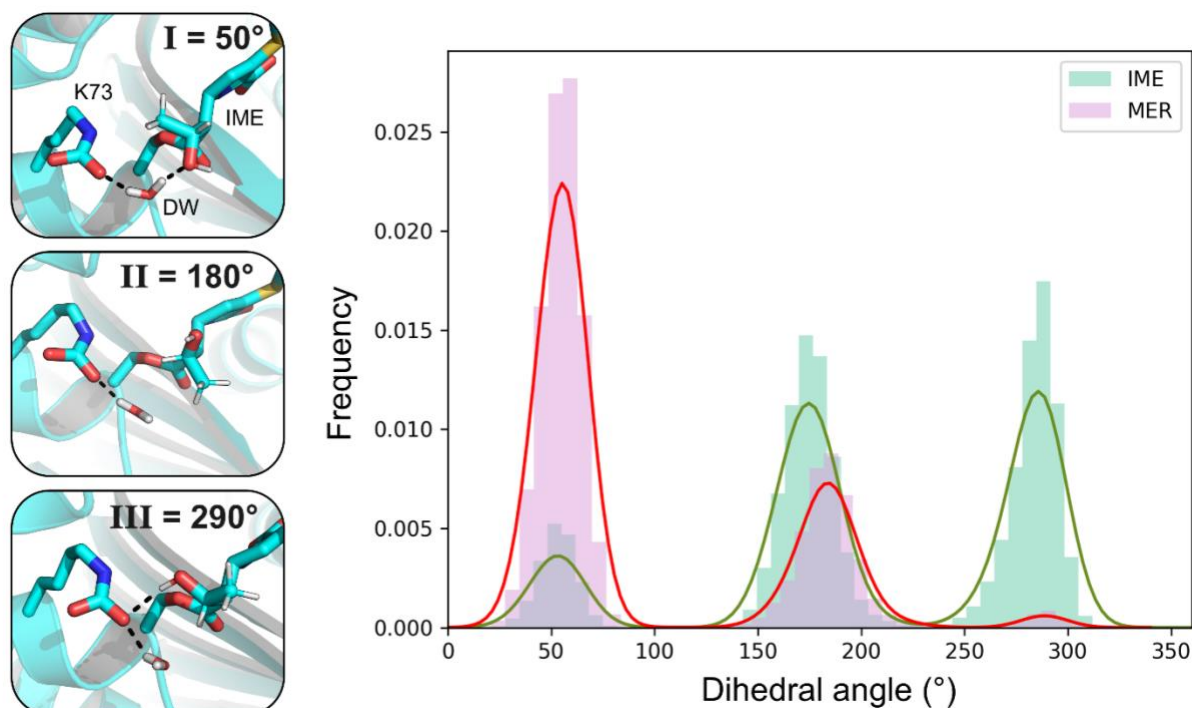 I = 50°
K73
IME
DW
II = 180°
III = 290°
IME
MER
Frequency
0.025
0.020
0.015
0.010
0.005
0.000
0
50
100
150
200
250
300
350
Dihedral angle (°)